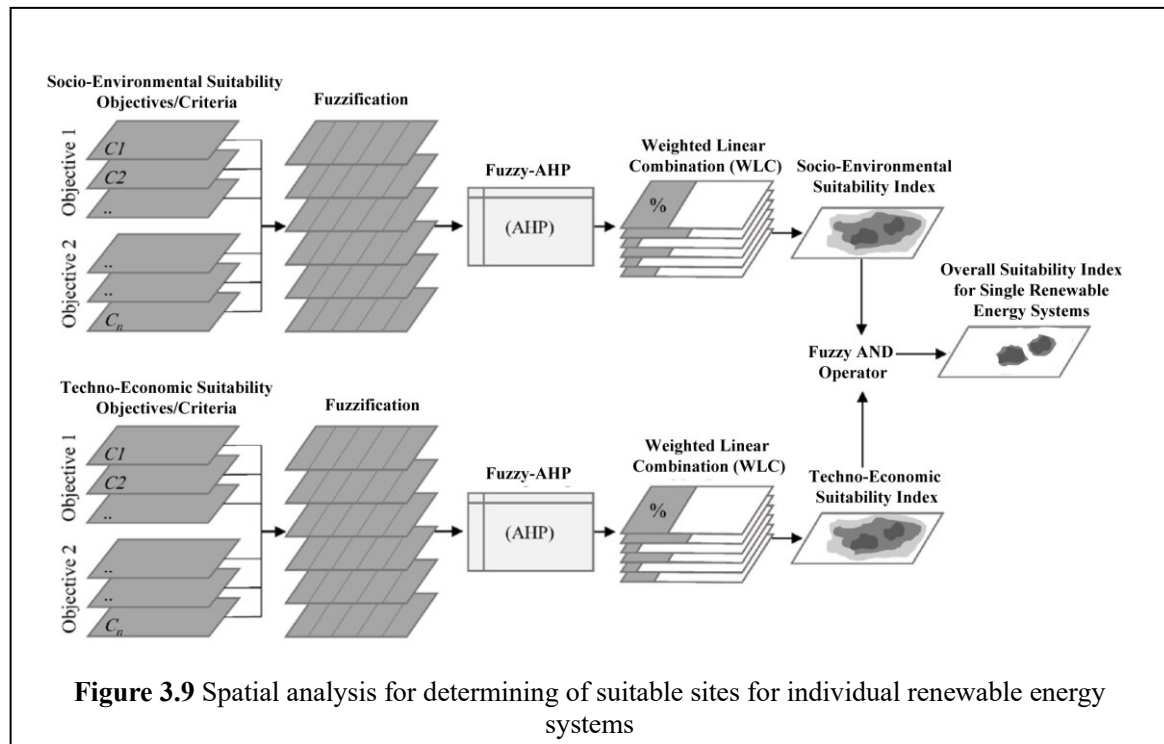 Socio-Environmental Suitability
Objectives/Criteria
Objective 1
C1
C2
..
Objective 2
..
..
Cn
Fuzzification
Fuzzy-AHP
(AHP)
Weighted Linear
Combination (WLC)
%
Socio-Environmental
Suitability Index
Overall Suitability Index
for Single Renewable
Energy Systems
Fuzzy AND
Operator
Techno-Economic Suitability
Objectives/Criteria
Objective 1
C1
C2
..
Objective 2
..
..
Cn
Fuzzification
Fuzzy-AHP
(AHP)
Weighted Linear
Combination (WLC)
%
Techno-Economic
Suitability Index
Figure 3.9 Spatial analysis for determining of suitable sites for individual renewable energy
systems